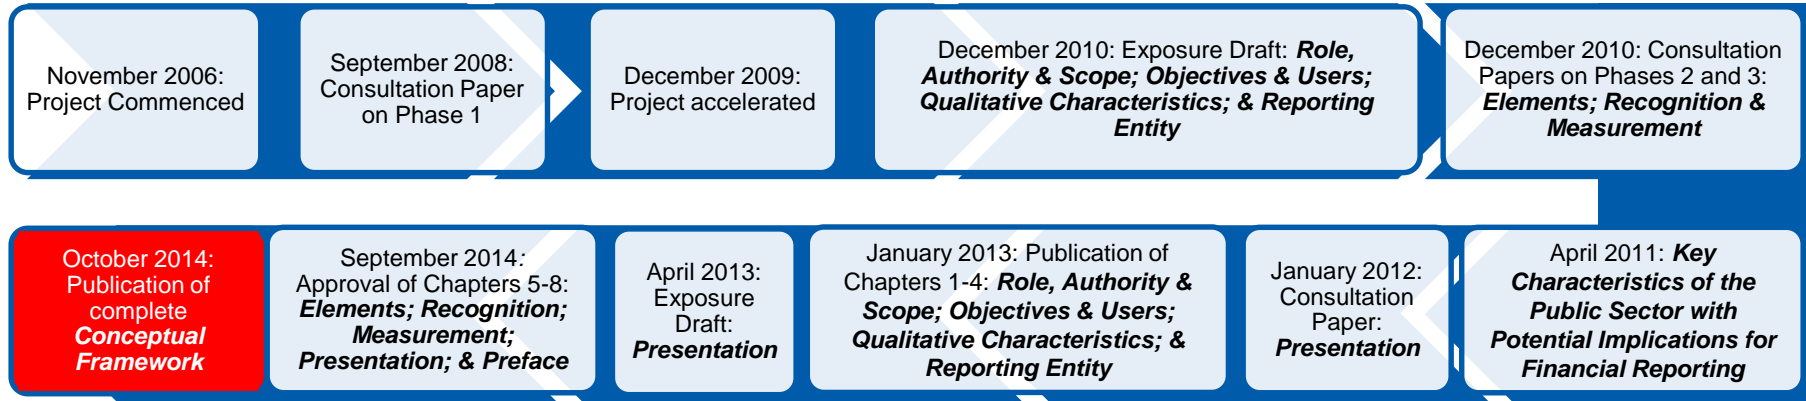 November 2006:
Project Commenced
September 2008:
Consultation Paper
on Phase 1
December 2009:
Project accelerated
December 2010: Exposure Draft: Role,
Authority & Scope; Objectives & Users;
Qualitative Characteristics; & Reporting
Entity
December 2010: Consultation
Papers on Phases 2 and 3:
Elements; Recognition &
Measurement
April 2011: Key
Characteristics of the
Public Sector with
Potential Implications for
Financial Reporting
January 2012:
Consultation
Paper:
Presentation
January 2013: Publication of
Chapters 1-4: Role, Authority &
Scope; Objectives & Users;
Qualitative Characteristics; &
Reporting Entity
April 2013:
Exposure
Draft:
Presentation
September 2014:
Approval of Chapters 5-8:
Elements; Recognition;
Measurement;
Presentation; & Preface
October 2014:
Publication of
complete
Conceptual
Framework